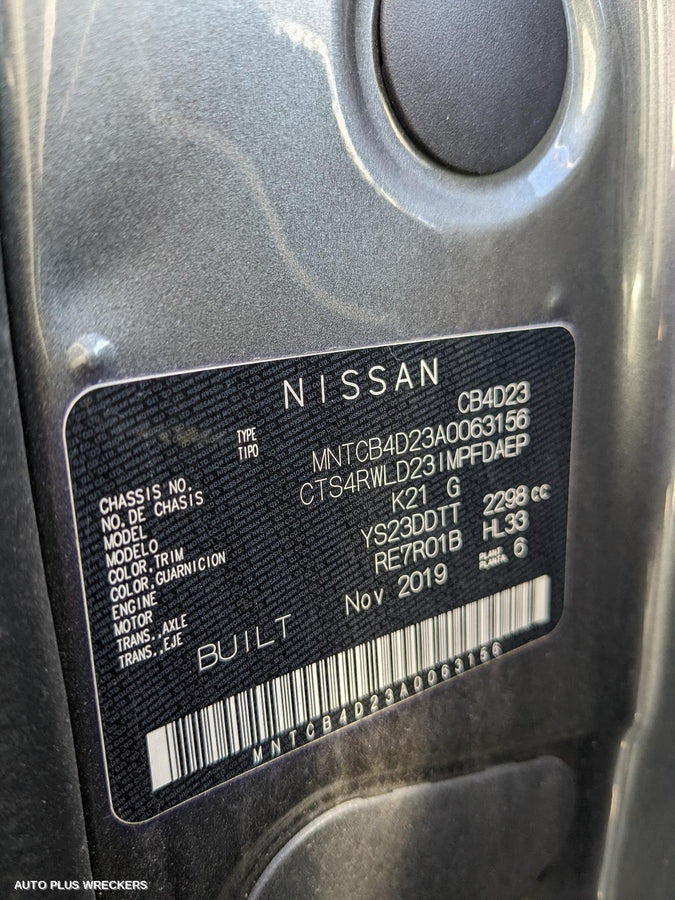 NISSAN
TYPE CB4D23
TIPO
CHASSIS NO. MNTCB4D23A0063156
NO. DE CHASIS
MODEL CTS4RWLD23IMPFDAEP
MODELO
COLOR,TRIM K21 G
COLOR,GUARNICION
ENGINE YS23DDTT 2298 cc
MOTOR
TRANS.,AXLE RE7R01B HL33
TRANS.,EJE
PLANT
PLANTA 6
BUILT Nov 2019
MNTCB4D23A0063156
AUTO PLUS WRECKERS